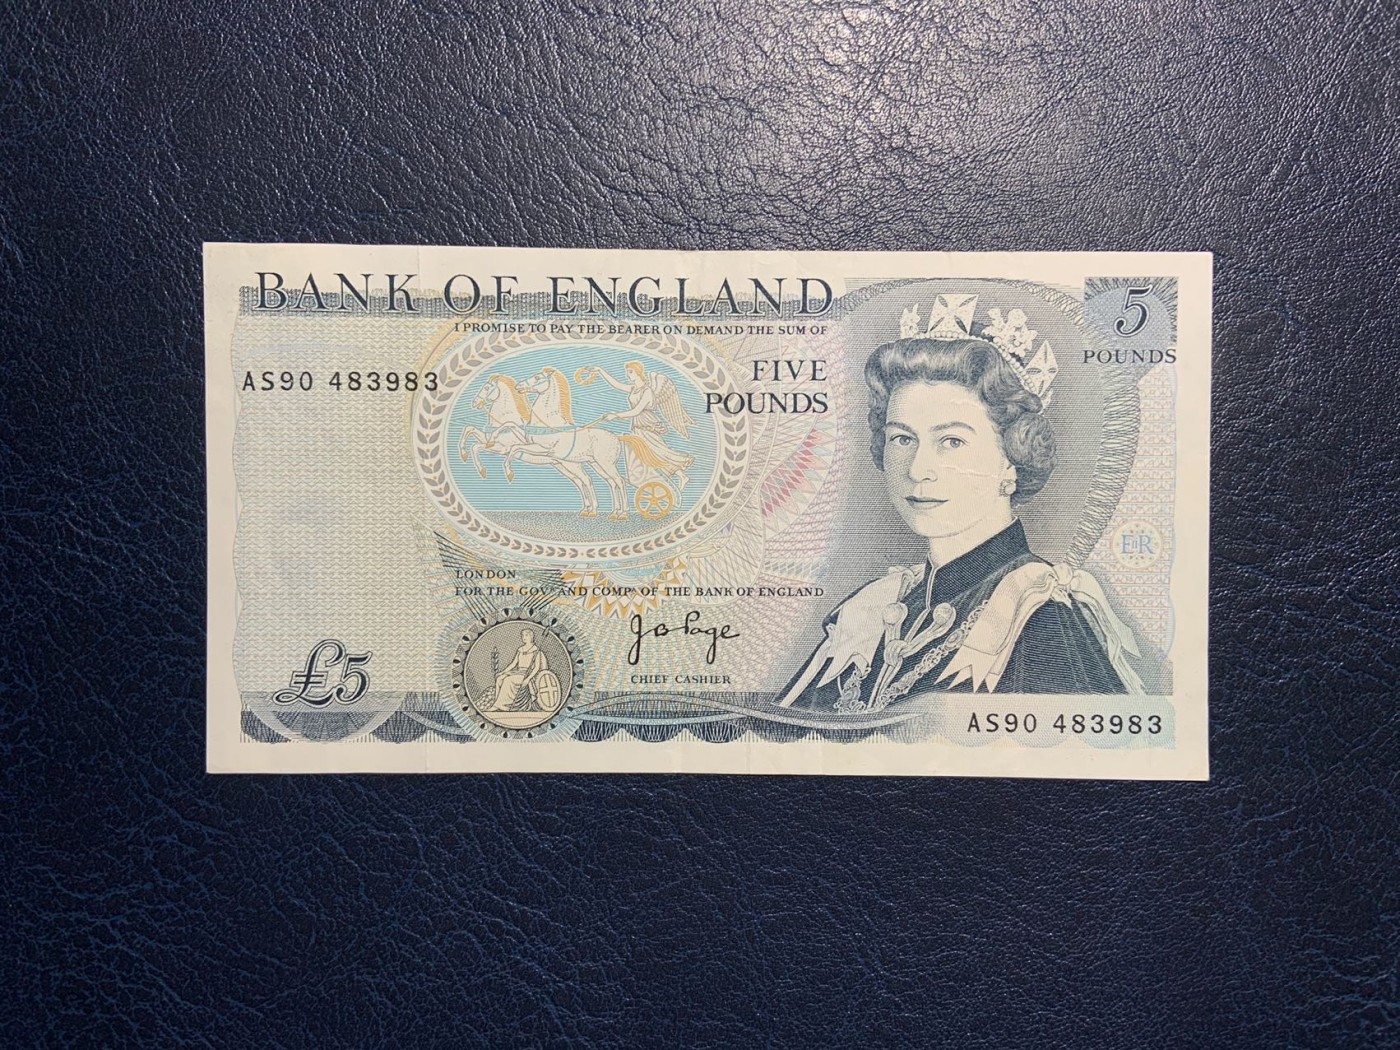 BANK OF ENGLAND
I PROMISE TO PAY THE BEARER ON DEMAND THE SUM OF
5
POUNDS
FIVE
POUNDS
AS90 483983
ER
LONDON
FOR THE GOVR AND COMPA OF THE BANK OF ENGLAND
J B Page
CHIEF CASHIER
£5
AS90 483983